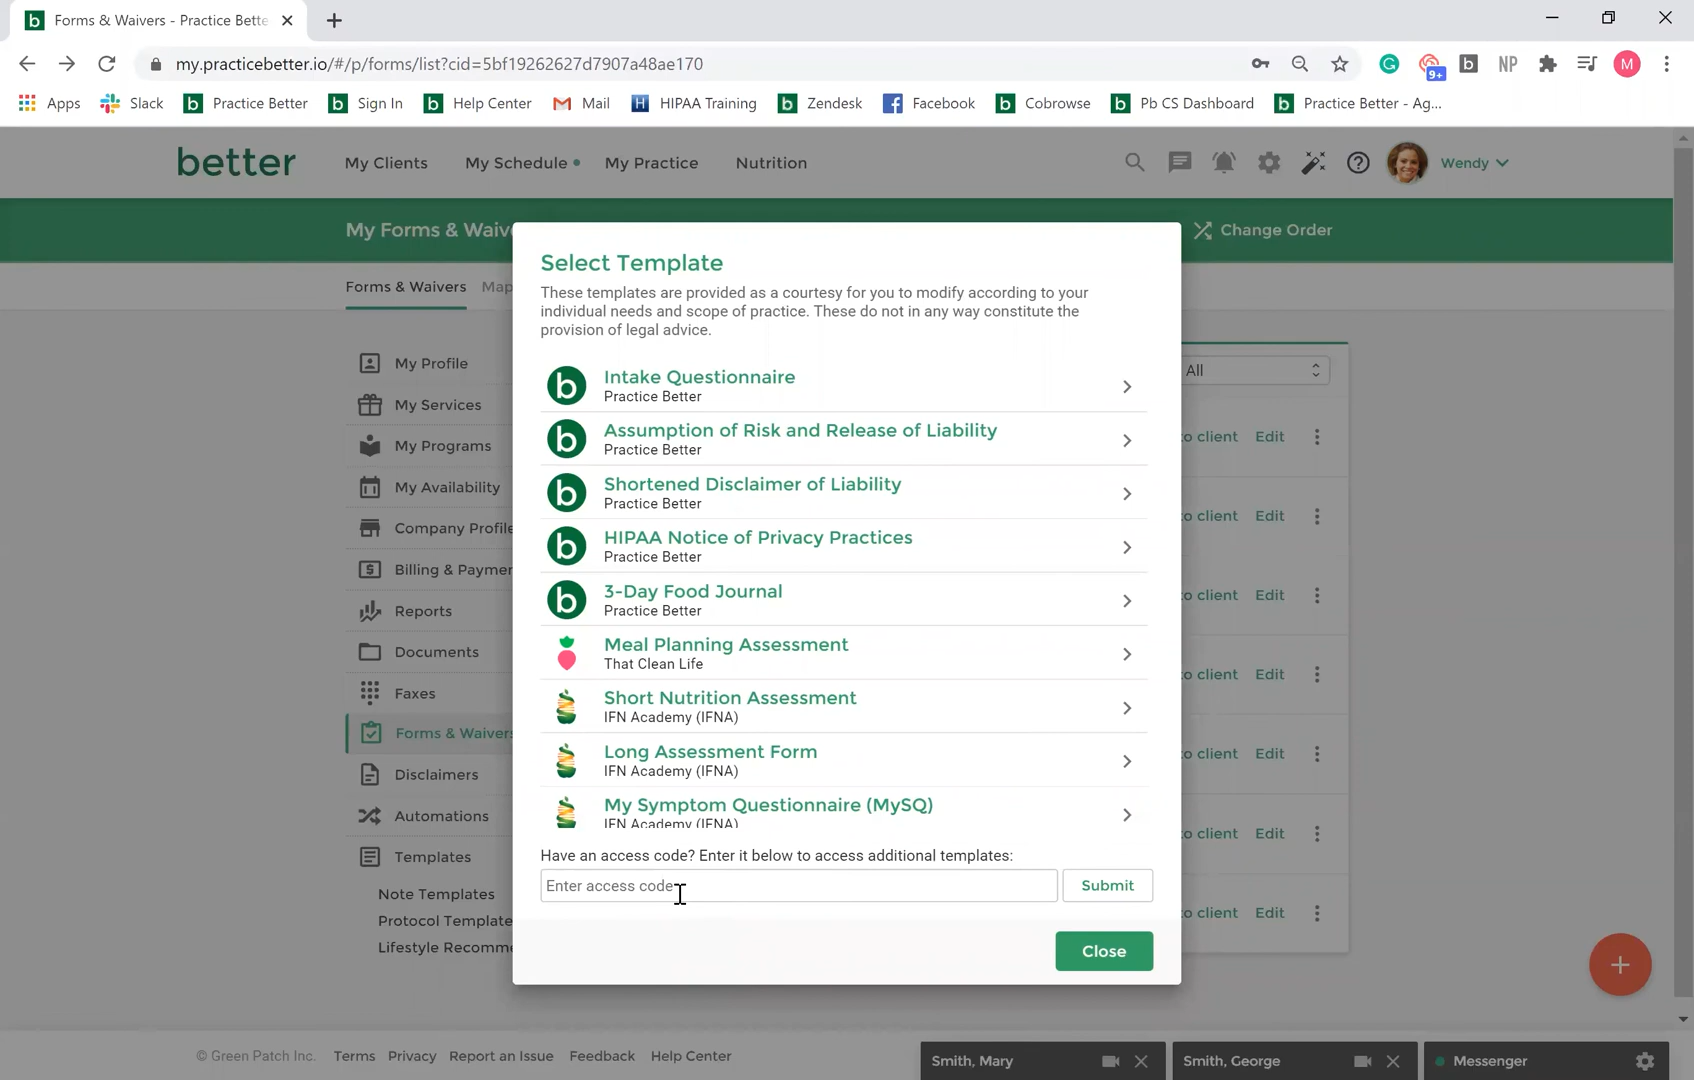 Forms & Waivers - Practice Bette
my.practicebetter.io/#/p/forms/list?cid=5bf19262627d7907a48ae170
9+
b
NP
M
Apps
Slack
Practice Better
Sign In
Help Center
Mail
HIPAA Training
Zendesk
Facebook
Cobrowse
Pb CS Dashboard
Practice Better - Ag...
better
My Clients
My Schedule
My Practice
Nutrition
Wendy
My Forms & Waiv
Change Order
Forms & Waivers
Map
My Profile
My Services
My Programs
My Availability
Company Profile
Billing & Paymen
Reports
Documents
Faxes
Forms & Waivers
Disclaimers
Automations
Templates
Note Templates
Protocol Template
Lifestyle Recomme
Select Template
These templates are provided as a courtesy for you to modify according to your
individual needs and scope of practice. These do not in any way constitute the
provision of legal advice.
b Intake Questionnaire
Practice Better
b Assumption of Risk and Release of Liability
Practice Better
b Shortened Disclaimer of Liability
Practice Better
b HIPAA Notice of Privacy Practices
Practice Better
b 3-Day Food Journal
Practice Better
Meal Planning Assessment
That Clean Life
Short Nutrition Assessment
IFN Academy (IFNA)
Long Assessment Form
IFN Academy (IFNA)
My Symptom Questionnaire (MySQ)
IFN Academy (IFNA)
Have an access code? Enter it below to access additional templates:
Enter access code
Submit
Close
All
to client Edit
to client Edit
to client Edit
to client Edit
to client Edit
to client Edit
to client Edit
© Green Patch Inc.
Terms
Privacy
Report an Issue
Feedback
Help Center
Smith, Mary
Smith, George
Messenger